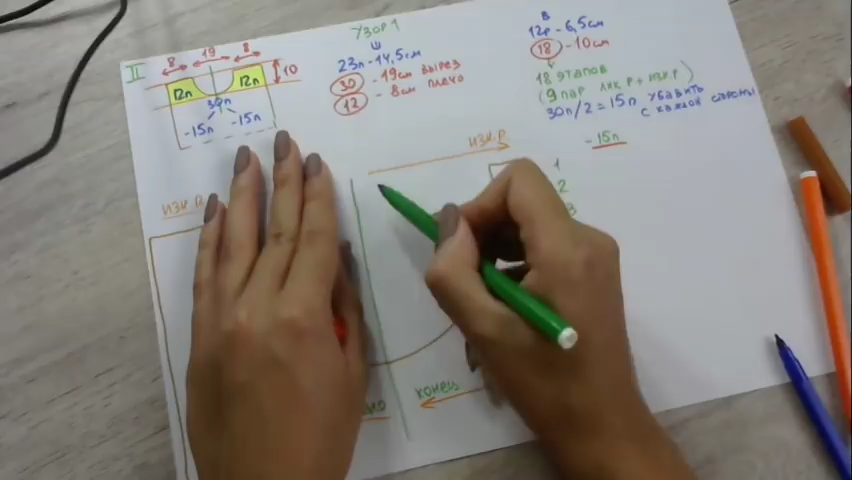 II
8 19 8
10
12п 12п
30п
-15п -15п
УЗОР 1
23п-14,5см
30 - 19см ВЫРЕЗ
12 - 8см ПЛЕЧО
В
12р - 6,5см
18 - 10см
18 ЭТАПОВ
(9 ПАР ЛИЦ.Р + ИЗН.Р)
30п/2=15п УБАВИТЬ
С КАЖДОЙ СТОРОНЫ
-15п
ИЗН.Р.
ИЗН.Р
1
2
3
КОНЕЦ